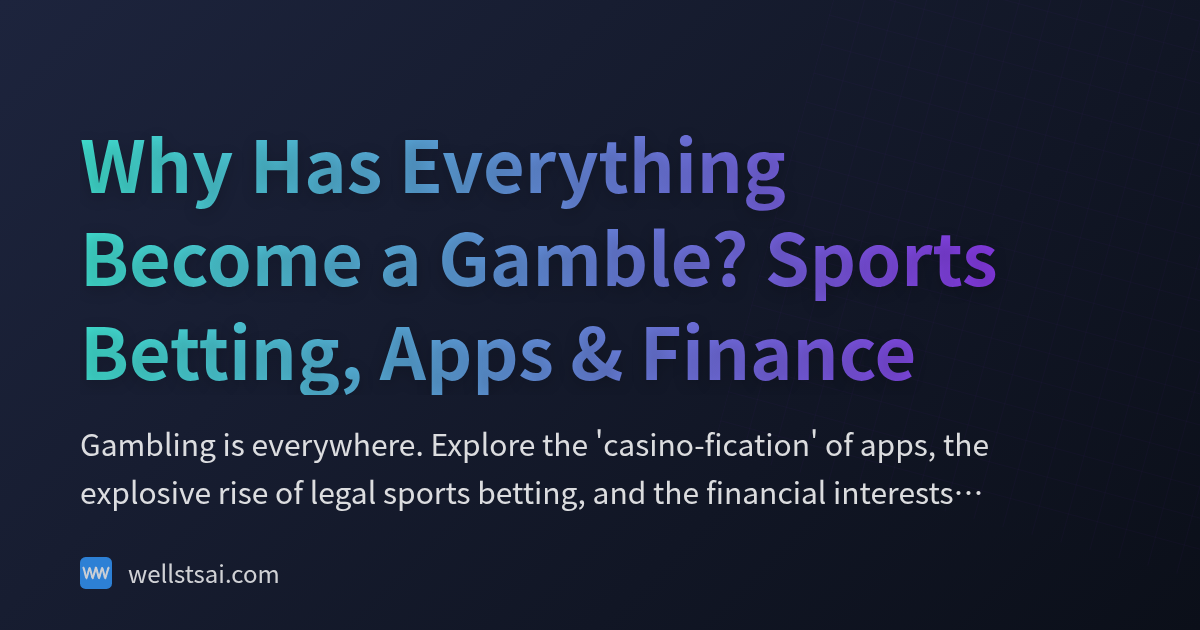 Why Has Everything
Become a Gamble? Sports
Betting, Apps & Finance
Gambling is everywhere. Explore the 'casino-fication' of apps, the
explosive rise of legal sports betting, and the financial interests⋯
WW wellstsai.com